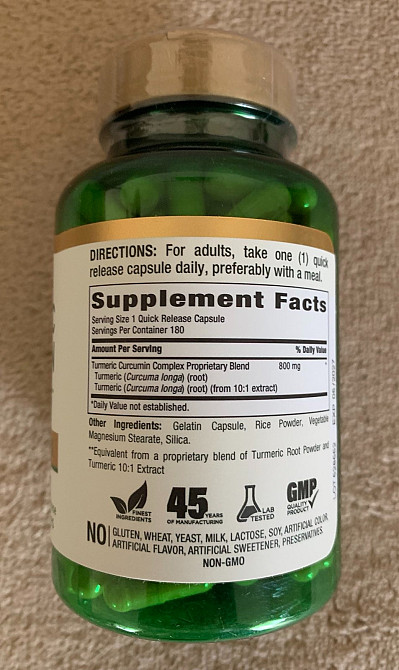 DIRECTIONS: For adults, take one (1) quick
release capsule daily, preferably with a meal.
Supplement Facts
Serving Size 1 Quick Release Capsule
Servings Per Container 180
Amount Per Serving % Daily Value
Turmeric Curcumin Complex Proprietary Blend 800 mg *
Turmeric (Curcuma longa) (root)
Turmeric (Curcuma longa) (root) (from 10:1 extract)
*Daily Value not established.
Other Ingredients: Gelatin Capsule, Rice Powder, Vegetable
Magnesium Stearate, Silica.
**Equivalent from a proprietary blend of Turmeric Root Powder and
Turmeric 10:1 Extract
FINEST
INGREDIENTS
45 YEARS
OF MANUFACTURING
LAB
TESTED
GMP
QUALITY
PRODUCT
NO GLUTEN, WHEAT, YEAST, MILK, LACTOSE, SOY, ARTIFICIAL COLOR,
ARTIFICIAL FLAVOR, ARTIFICIAL SWEETENER, PRESERVATIVES
NON-GMO